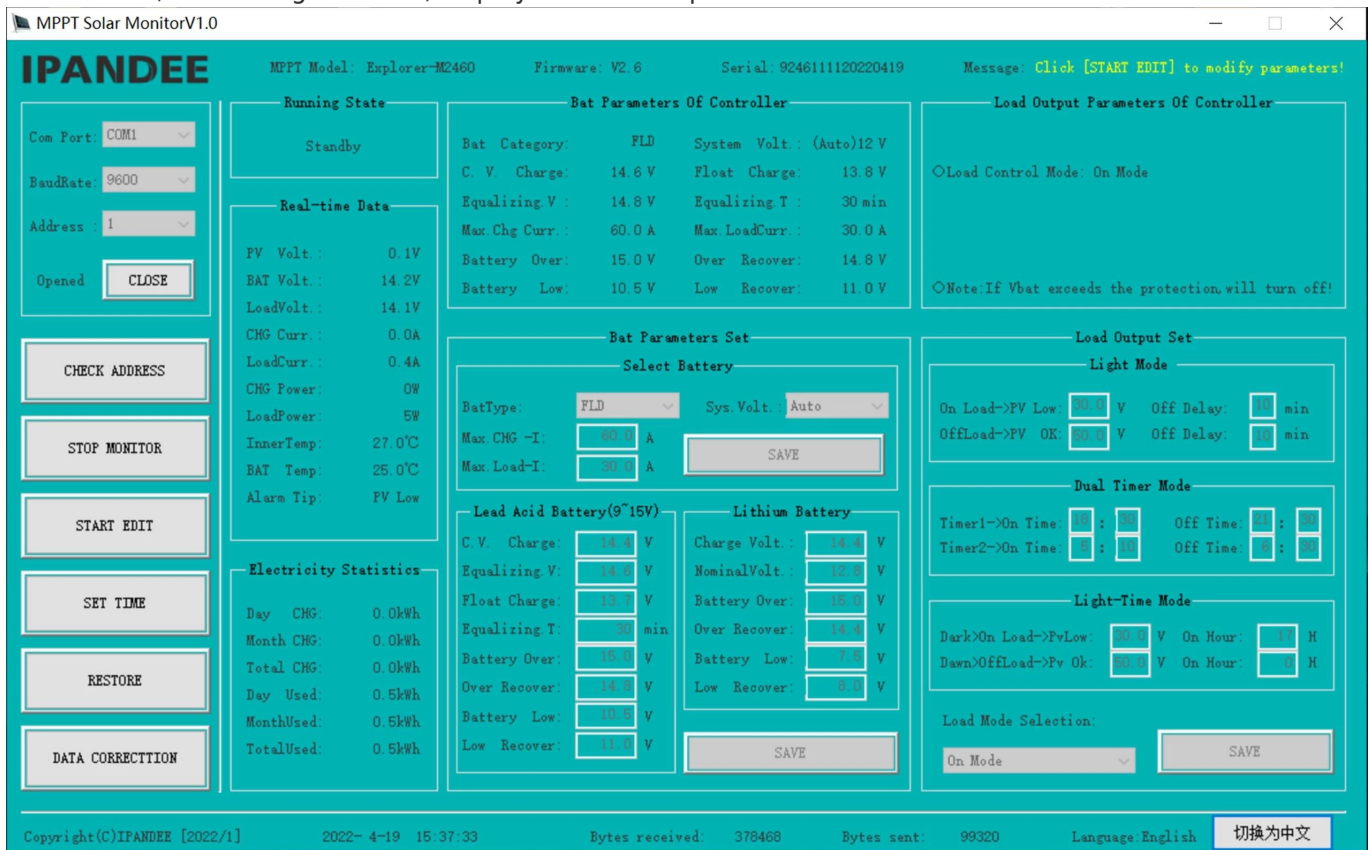 MPPT Solar MonitorV1.0
IPANDEE
MPPT Model: Explorer-M2460 Firmware: V2.6 Serial: 9246111120220419 Message: Click [START EDIT] to modify parameters!
Com Port: COM1
BaudRate: 9600
Address : 1
Opened CLOSE
CHECK ADDRESS
STOP MONITOR
START EDIT
SET TIME
RESTORE
DATA CORRECTTION
Running State
Standby
Real-time Data
PV Volt.: 0.1V
BAT Volt.: 14.2V
LoadVolt.: 14.1V
CHG Curr.: 0.0A
LoadCurr.: 0.4A
CHG Power: 0W
LoadPower: 5W
InnerTemp: 27.0℃
BAT Temp: 25.0℃
Alarm Tip: PV Low
Electricity Statistics
Day CHG: 0.0kWh
Month CHG: 0.0kWh
Total CHG: 0.0kWh
Day Used: 0.5kWh
MonthUsed: 0.5kWh
TotalUsed: 0.5kWh
Bat Parameters Of Controller
Bat Category: FLD System Volt.: (Auto)12 V
C. V. Charge: 14.6 V Float Charge: 13.8 V
Equalizing.V : 14.8 V Equalizing.T : 30 min
Max.Chg Curr.: 60.0 A Max.LoadCurr.: 30.0 A
Battery Over: 15.0 V Over Recover: 14.8 V
Battery Low: 10.5 V Low Recover: 11.0 V
Bat Parameters Set
Select Battery
BatType: FLD Sys.Volt.: Auto
Max.CHG -I: 60.0 A
Max.Load-I: 30.0 A
SAVE
Lead Acid Battery(9~15V)
C.V. Charge: 14.4 V
Equalizing.V: 14.6 V
Float Charge: 13.7 V
Equalizing.T: 30 min
Battery Over: 15.0 V
Over Recover: 14.8 V
Battery Low: 10.5 V
Low Recover: 11.0 V
Lithium Battery
Charge Volt.: 14.4 V
NominalVolt.: 12.8 V
Battery Over: 15.0 V
Over Recover: 14.4 V
Battery Low: 7.5 V
Low Recover: 8.0 V
SAVE
Load Output Parameters Of Controller
○Load Control Mode: On Mode
○Note:If Vbat exceeds the protection,will turn off!
Load Output Set
Light Mode
On Load->PV Low: 30.0 V Off Delay: 10 min
OffLoad->PV OK: 50.0 V Off Delay: 10 min
Dual Timer Mode
Timer1->On Time: 18 : 30 Off Time: 21 : 30
Timer2->On Time: 5 : 10 Off Time: 6 : 30
Light-Time Mode
Dark>On Load->PvLow: 30.0 V On Hour: 17 H
Dawn>OffLoad->Pv Ok: 50.0 V On Hour: 0 H
Load Mode Selection:
On Mode
SAVE
Copyright(C)IPANDEE [2022/1] 2022- 4-19 15:37:33 Bytes received: 378468 Bytes sent: 99320 Language:English 切换为中文